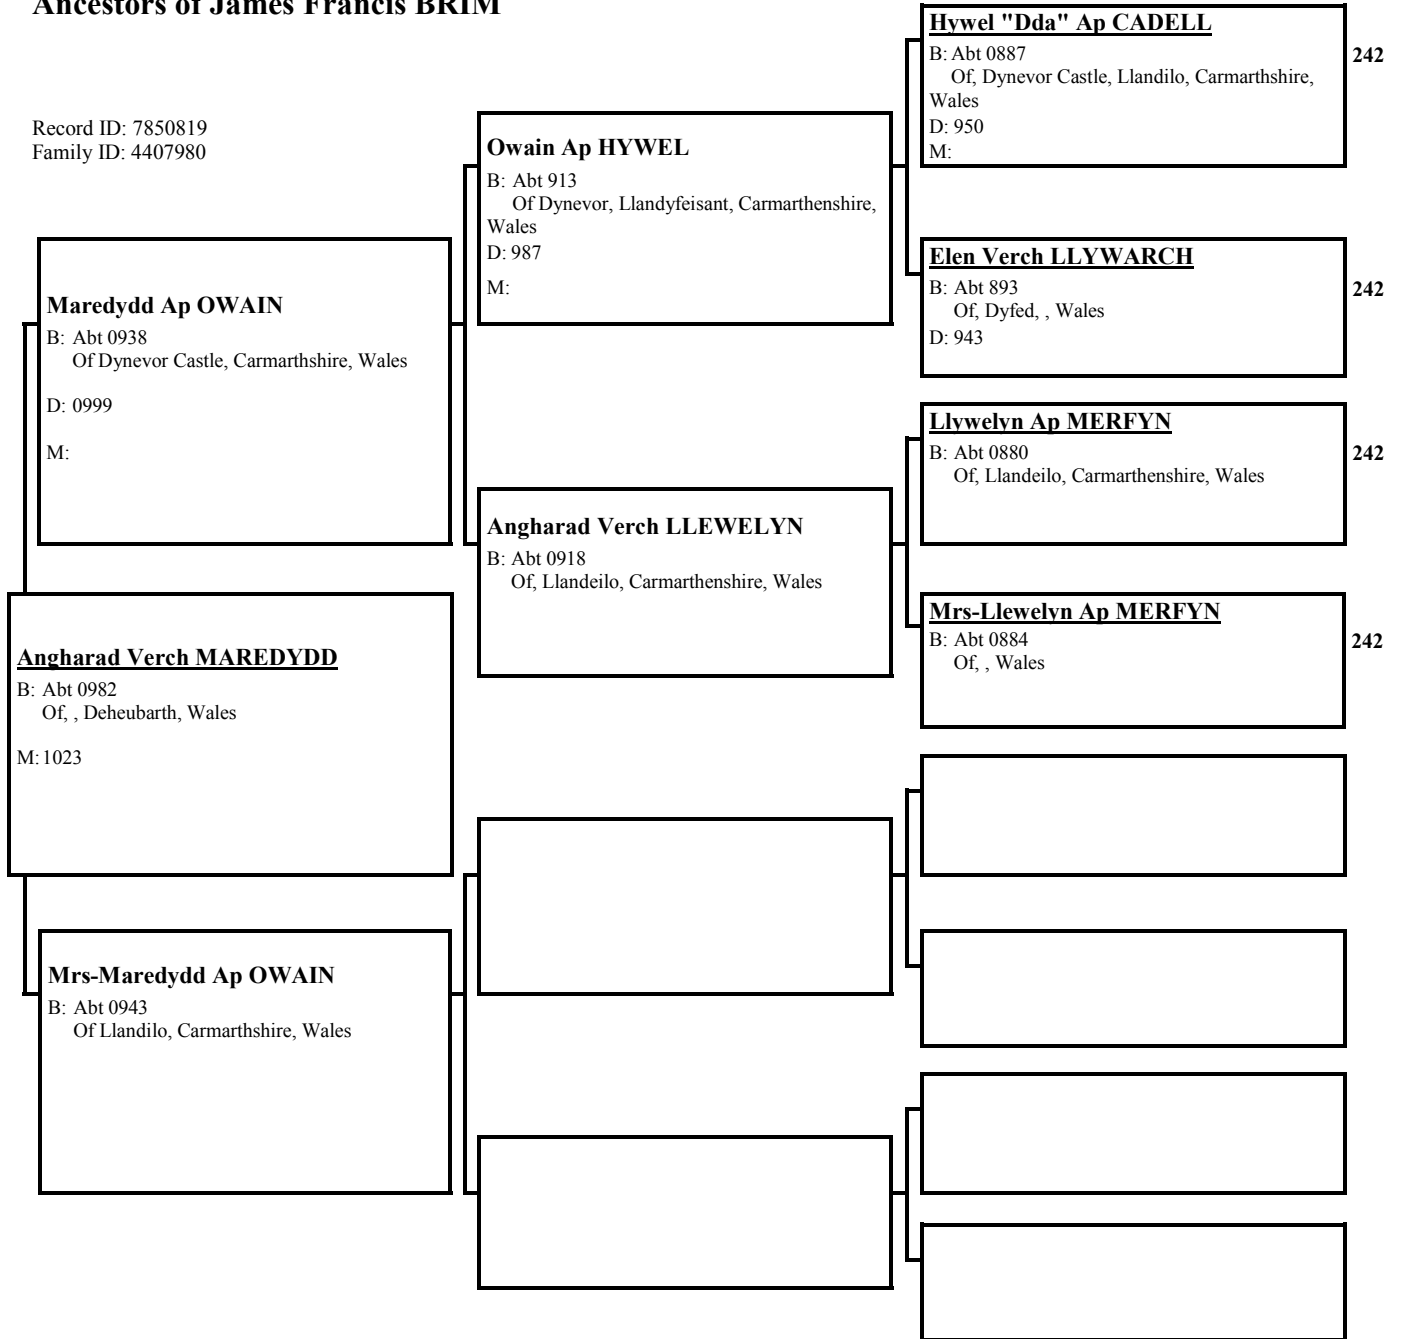 Ancestors of James Francis BRIM
Record ID: 7850819
Family ID: 4407980
Hywel "Dda" Ap CADELL
B: Abt 0887
Of, Dynevor Castle, Llandilo, Carmarthshire,
Wales
D: 950
M:
242
Owain Ap HYWEL
B: Abt 913
Of Dynevor, Llandyfeisant, Carmarthenshire,
Wales
D: 987
M:
Elen Verch LLYWARCH
B: Abt 893
Of, Dyfed, , Wales
D: 943
242
Maredydd Ap OWAIN
B: Abt 0938
Of Dynevor Castle, Carmarthshire, Wales
D: 0999
M:
Llywelyn Ap MERFYN
B: Abt 0880
Of, Llandeilo, Carmarthenshire, Wales
242
Angharad Verch LLEWELYN
B: Abt 0918
Of, Llandeilo, Carmarthenshire, Wales
Mrs-Llewelyn Ap MERFYN
B: Abt 0884
Of, , Wales
242
Angharad Verch MAREDYDD
B: Abt 0982
Of, , Deheubarth, Wales
M: 1023
Mrs-Maredydd Ap OWAIN
B: Abt 0943
Of Llandilo, Carmarthshire, Wales